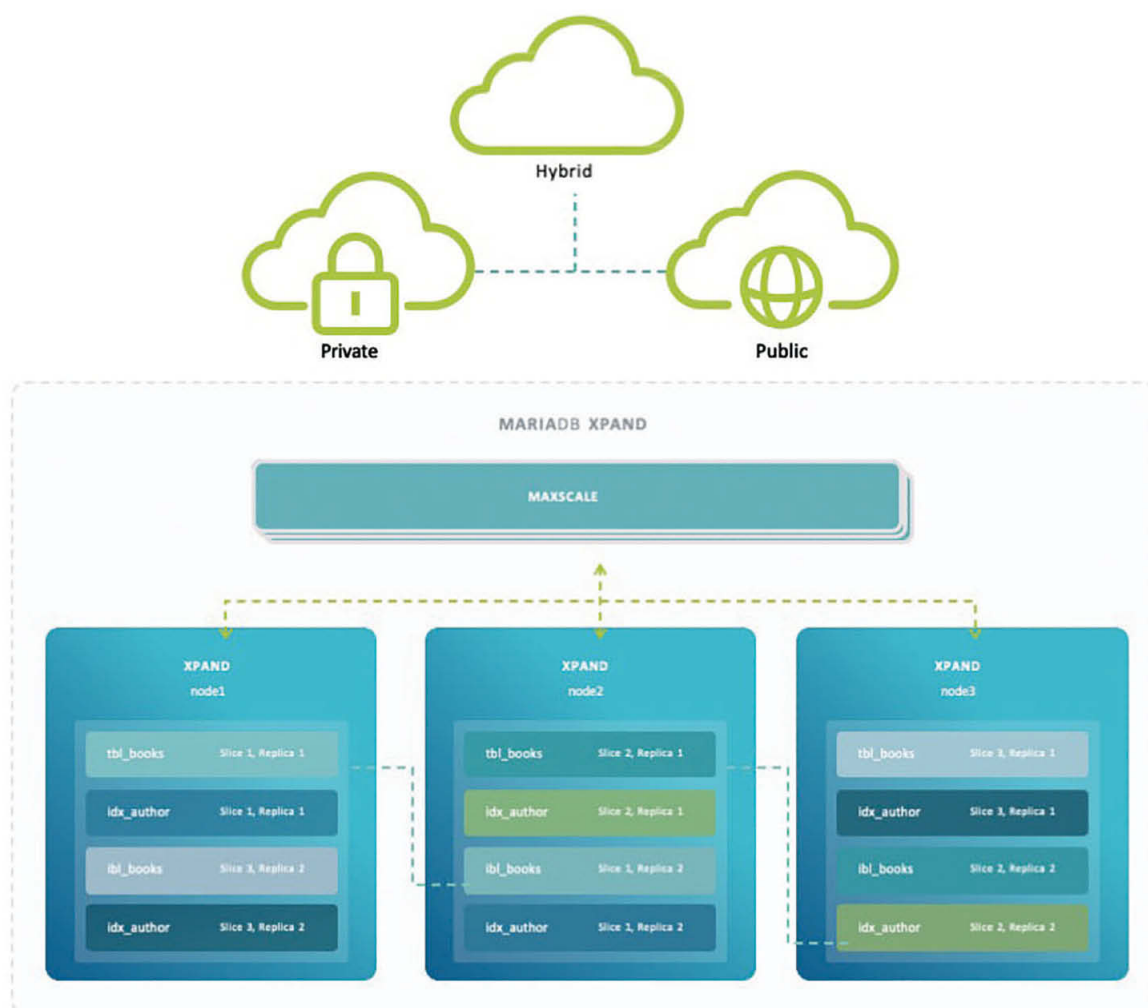 Hybrid
Private
Public
MARIADB XPAND
MAXSCALE
XPAND
node1
tbl_books Slice 1, Replica 1
idx_author Slice 1, Replica 1
ibl_books Slice 3, Replica 2
idx_author Slice 3, Replica 2
XPAND
node2
tbl_books Slice 2, Replica 1
idx_author Slice 2, Replica 1
ibl_books Slice 1, Replica 2
idx_author Slice 1, Replica 2
XPAND
node3
tbl_books Slice 3, Replica 1
idx_author Slice 3, Replica 1
ibl_books Slice 2, Replica 2
idx_author Slice 2, Replica 2